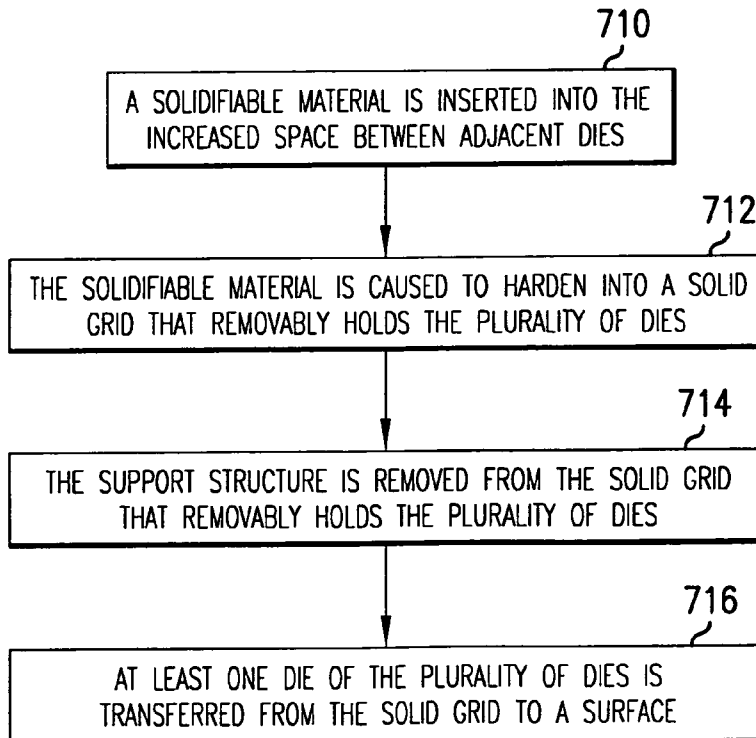 710
A SOLIDIFIABLE MATERIAL IS INSERTED INTO THE
INCREASED SPACE BETWEEN ADJACENT DIES
712
THE SOLIDIFIABLE MATERIAL IS CAUSED TO HARDEN INTO A SOLID
GRID THAT REMOVABLY HOLDS THE PLURALITY OF DIES
714
THE SUPPORT STRUCTURE IS REMOVED FROM THE SOLID GRID
THAT REMOVABLY HOLDS THE PLURALITY OF DIES
716
AT LEAST ONE DIE OF THE PLURALITY OF DIES IS
TRANSFERRED FROM THE SOLID GRID TO A SURFACE